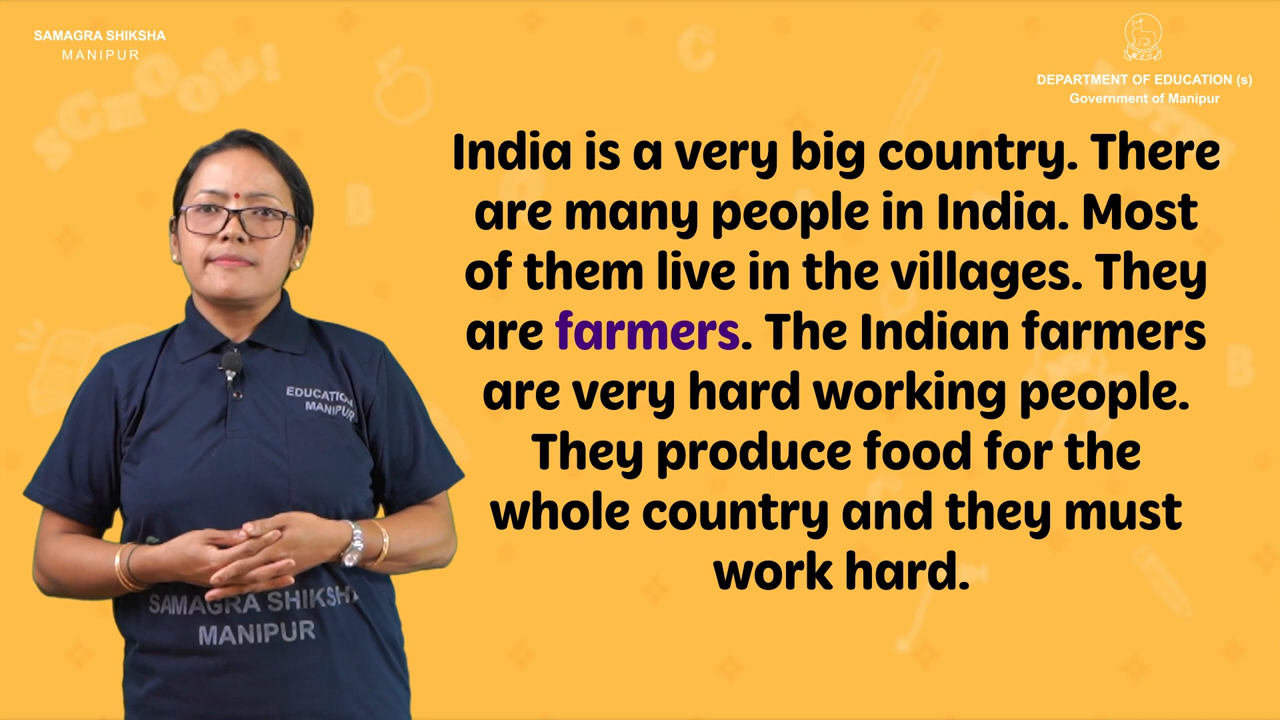 SAMAGRA SHIKSHA
MANIPUR
DEPARTMENT OF EDUCATION (s)
Government of Manipur
India is a very big country. There
are many people in India. Most
of them live in the villages. They
are farmers. The Indian farmers
are very hard working people.
They produce food for the
whole country and they must
work hard.
EDUCATION
MANIPUR
SAMAGRA SHIKSHA
MANIPUR
SCHOOL!
C
B
B